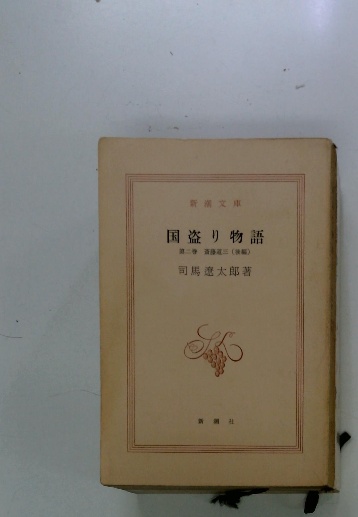 新潮文庫
国盗り物語
第二巻 斎藤道三(後編)
司馬遼太郎著
新潮社